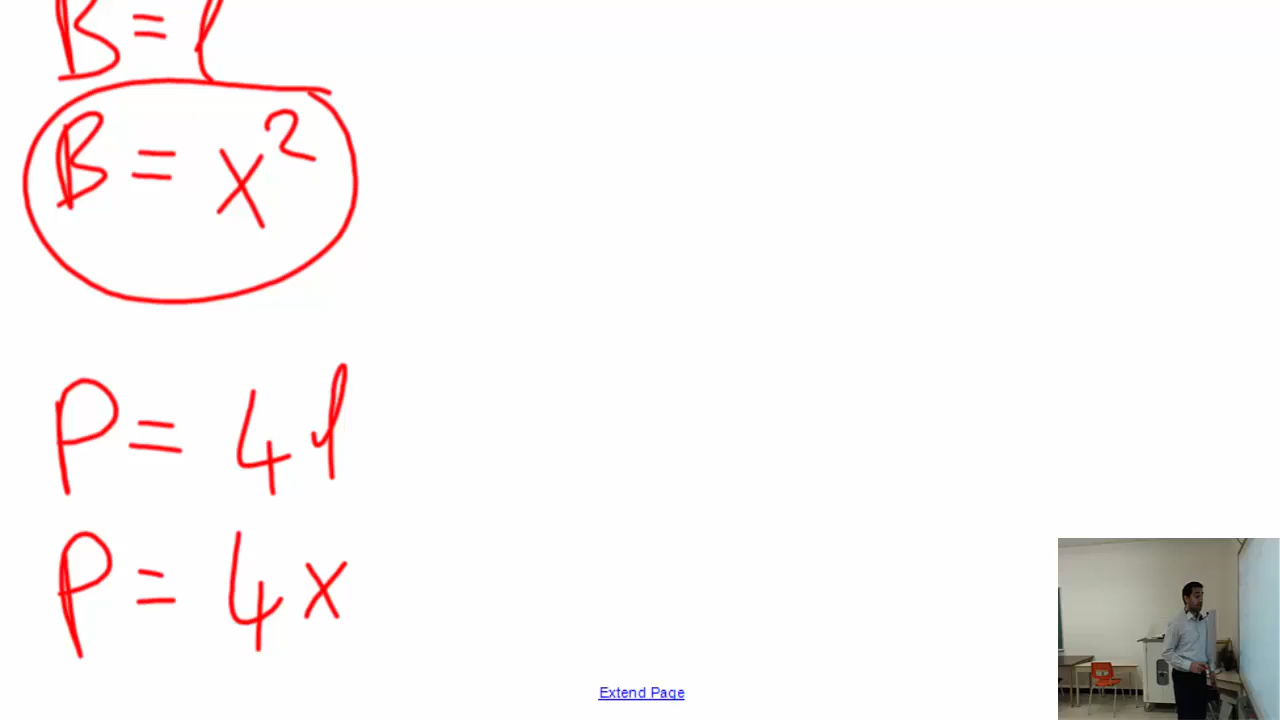 B = l
B = x²
P = 4l
P = 4x
Extend Page